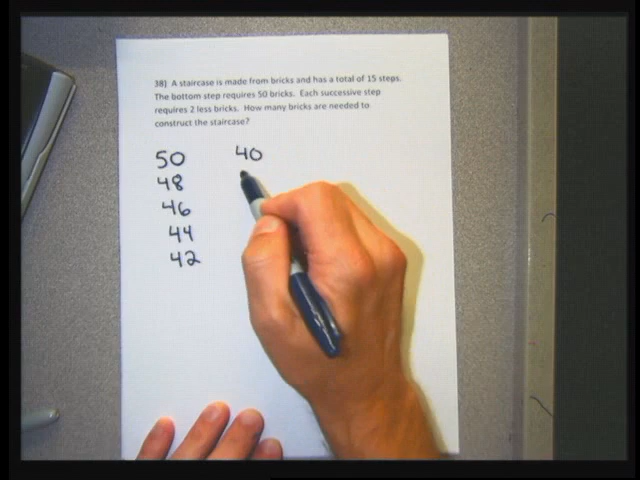 38) A staircase is made from bricks and has a total of 15 steps.
The bottom step requires 50 bricks. Each successive step
requires 2 less bricks. How many bricks are needed to
construct the staircase?
50
48
46
44
42
40